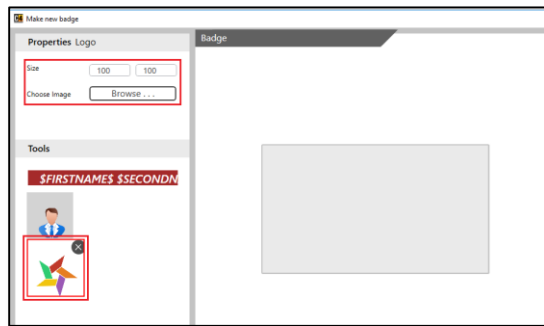 Make new badge
Properties Logo
Size 100 100
Choose Image Browse . . .
Tools
$FIRSTNAME$ $SECONDN
Badge